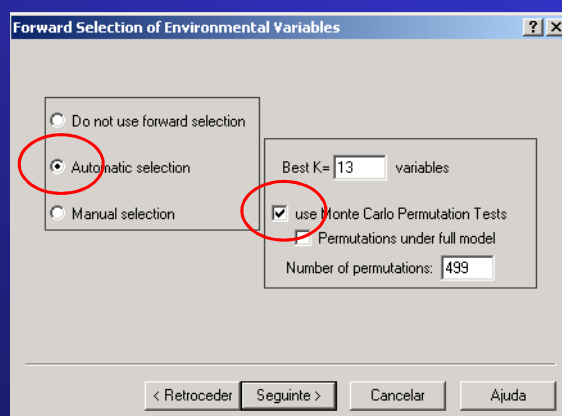 Forward Selection of Environmental Variables
Do not use forward selection
Automatic selection
Manual selection
Best K= 13 variables
use Monte Carlo Permutation Tests
Permutations under full model
Number of permutations: 499
< Retroceder
Seguinte >
Cancelar
Ajuda